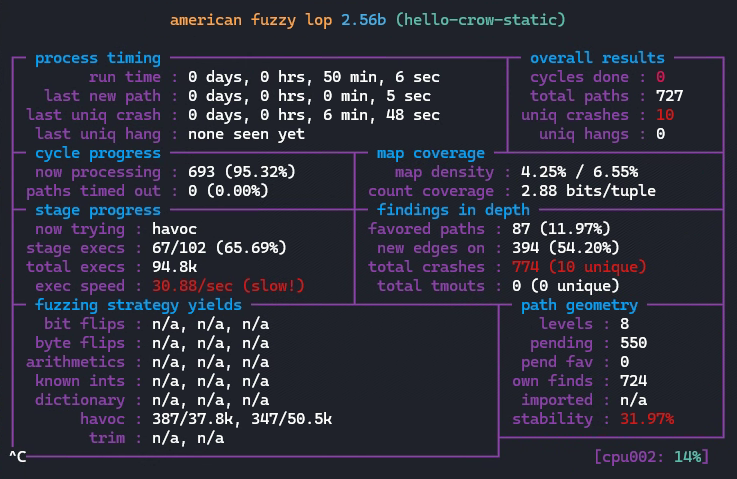 american fuzzy lop 2.56b (hello-crow-static)
process timing overall results
run time : 0 days, 0 hrs, 50 min, 6 sec cycles done : 0
last new path : 0 days, 0 hrs, 0 min, 5 sec total paths : 727
last uniq crash : 0 days, 0 hrs, 6 min, 48 sec uniq crashes : 10
last uniq hang : none seen yet uniq hangs : 0
cycle progress map coverage
now processing : 693 (95.32%) map density : 4.25% / 6.55%
paths timed out : 0 (0.00%) count coverage : 2.88 bits/tuple
stage progress findings in depth
now trying : havoc favored paths : 87 (11.97%)
stage execs : 67/102 (65.69%) new edges on : 394 (54.20%)
total execs : 94.8k total crashes : 774 (10 unique)
exec speed : 30.88/sec (slow!) total tmouts : 0 (0 unique)
fuzzing strategy yields path geometry
bit flips : n/a, n/a, n/a levels : 8
byte flips : n/a, n/a, n/a pending : 550
arithmetics : n/a, n/a, n/a pend fav : 0
known ints : n/a, n/a, n/a own finds : 724
dictionary : n/a, n/a, n/a imported : n/a
havoc : 387/37.8k, 347/50.5k stability : 31.97%
trim : n/a, n/a
^C [cpu002: 14%]